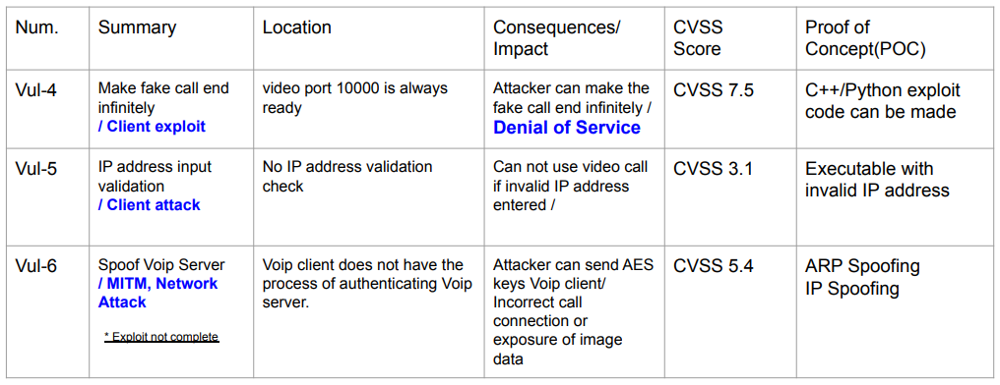 Num.
Summary
Location
Consequences/
Impact
CVSS
Score
Proof of
Concept(POC)
Vul-4
Make fake call end
infinitely
/ Client exploit
video port 10000 is always
ready
Attacker can make the
fake call end infinitely /
Denial of Service
CVSS 7.5
C++/Python exploit
code can be made
Vul-5
IP address input
validation
/ Client attack
No IP address validation
check
Can not use video call
if invalid IP address
entered /
CVSS 3.1
Executable with
invalid IP address
Vul-6
Spoof Voip Server
/ MITM, Network
Attack
* Exploit not complete
Voip client does not have the
process of authenticating Voip
server.
Attacker can send AES
keys Voip client/
Incorrect call
connection or
exposure of image
data
CVSS 5.4
ARP Spoofing
IP Spoofing